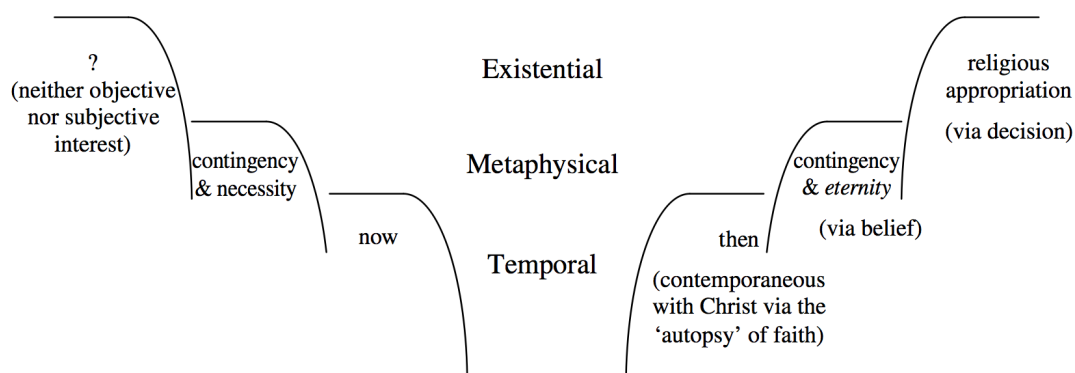 ?
(neither objective
nor subjective
interest)
Existential
religious
appropriation
(via decision)
contingency
& necessity
Metaphysical
contingency
& eternity
(via belief)
now
Temporal
then
(contemporaneous
with Christ via the
‘autopsy’ of faith)